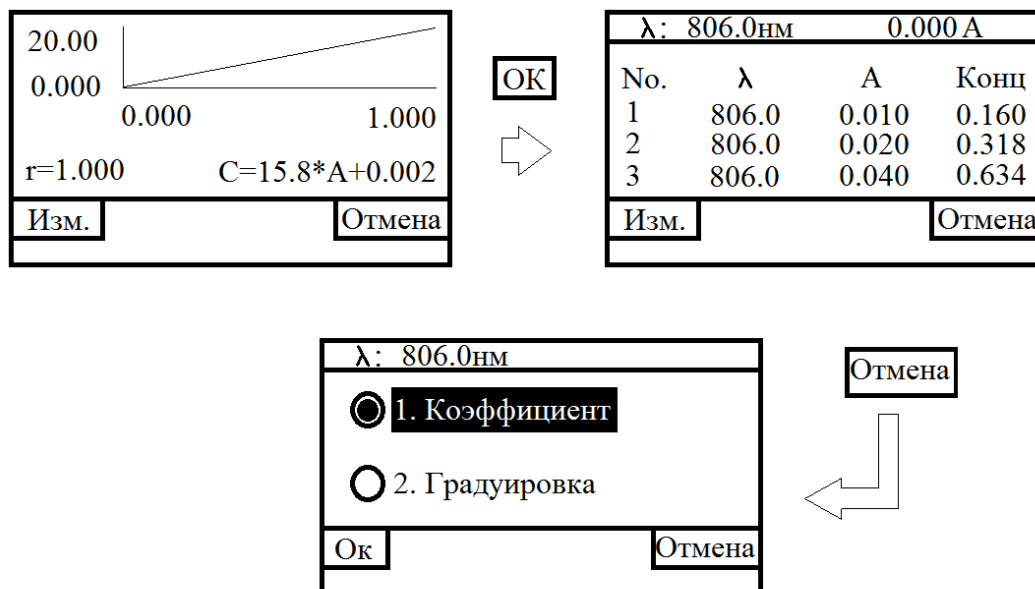 20.00
0.000
0.000 1.000
r=1.000 C=15.8*A+0.002
Изм. Отмена
ОК
λ: 806.0нм 0.000 A
No. λ A Конц
1 806.0 0.010 0.160
2 806.0 0.020 0.318
3 806.0 0.040 0.634
Изм. Отмена
Отмена
λ: 806.0нм
1. Коэффициент
2. Градуировка
Ок Отмена